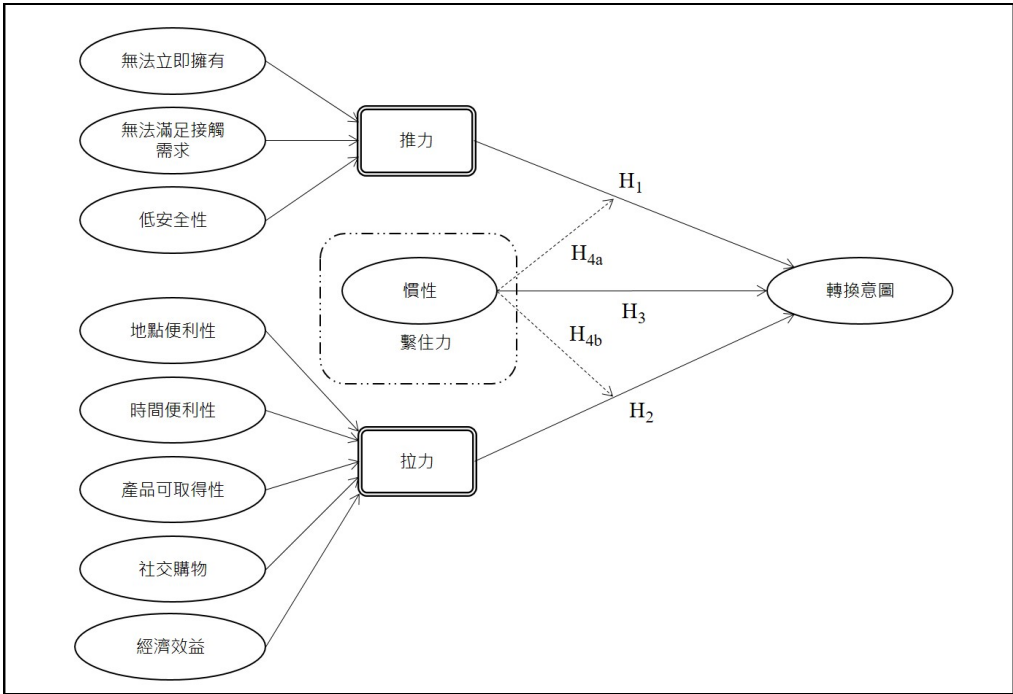 無法立即擁有
無法滿足接觸
需求
低安全性
推力
H1
H4a
慣性
繫住力
H3
H4b
轉換意圖
地點便利性
時間便利性
產品可取得性
社交購物
經濟效益
拉力
H2